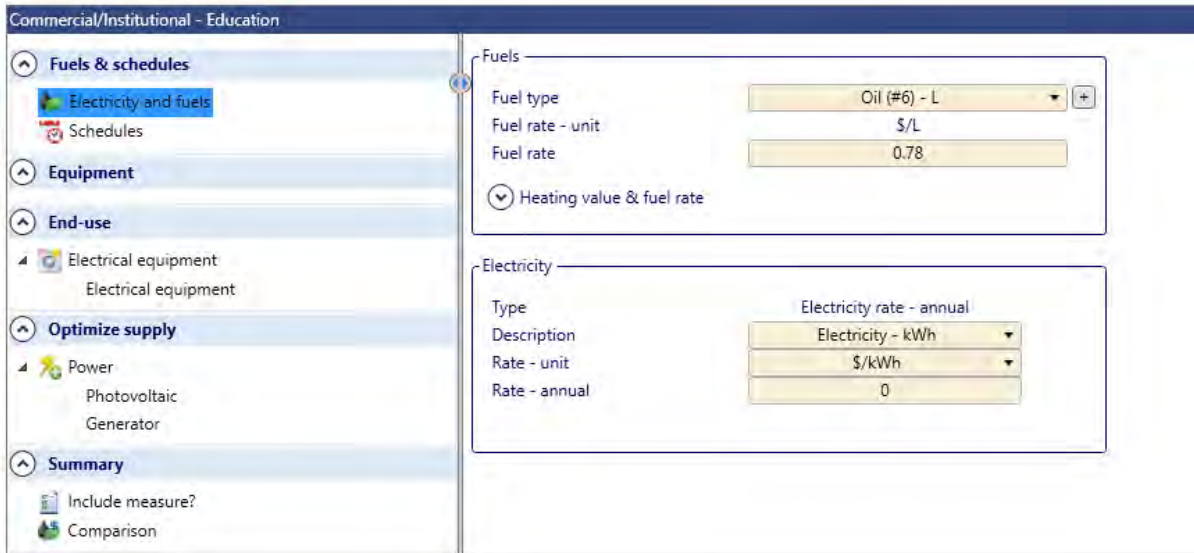 Commercial/Institutional - Education
Fuels & schedules
Electricity and fuels
Schedules
Equipment
End-use
Electrical equipment
Electrical equipment
Optimize supply
Power
Photovoltaic
Generator
Summary
Include measure?
Comparison
Fuels
Fuel type Oil (#6) - L +
Fuel rate - unit $/L
Fuel rate 0.78
Heating value & fuel rate
Electricity
Type Electricity rate - annual
Description Electricity - kWh
Rate - unit $/kWh
Rate - annual 0